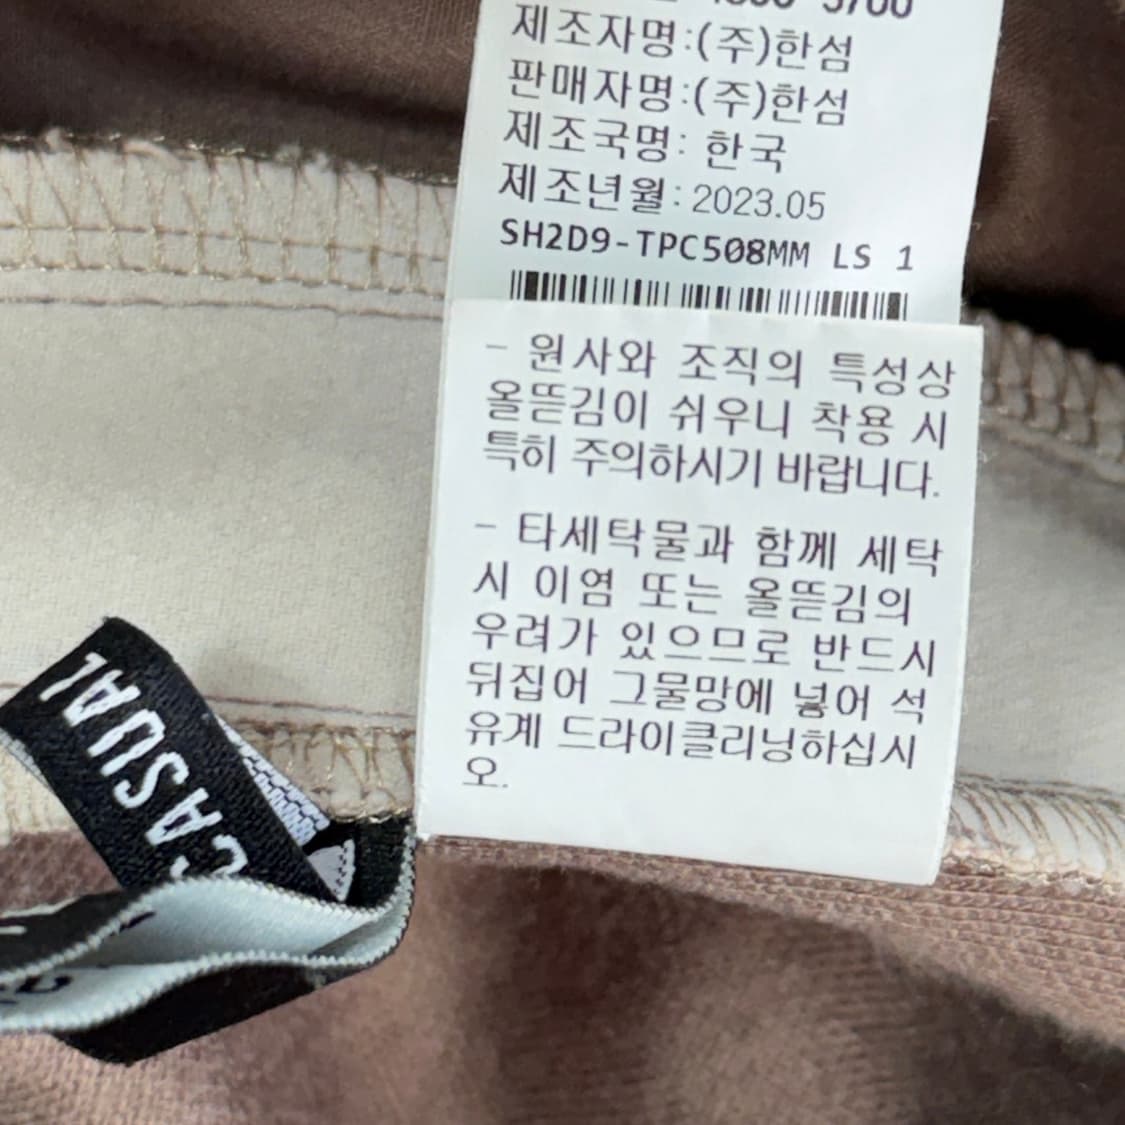 제조자명:(주)한섬
판매자명:(주)한섬
제조국명: 한국
제조년월: 2023.05
SH2D9-TPC508MM LS 1
- 원사와 조직의 특성상
올뜯김이 쉬우니 착용 시
특히 주의하시기 바랍니다.
- 타세탁물과 함께 세탁
시 이염 또는 올뜯김의
우려가 있으므로 반드시
뒤집어 그물망에 넣어 석
유계 드라이클리닝하십시
오.
CASUAL